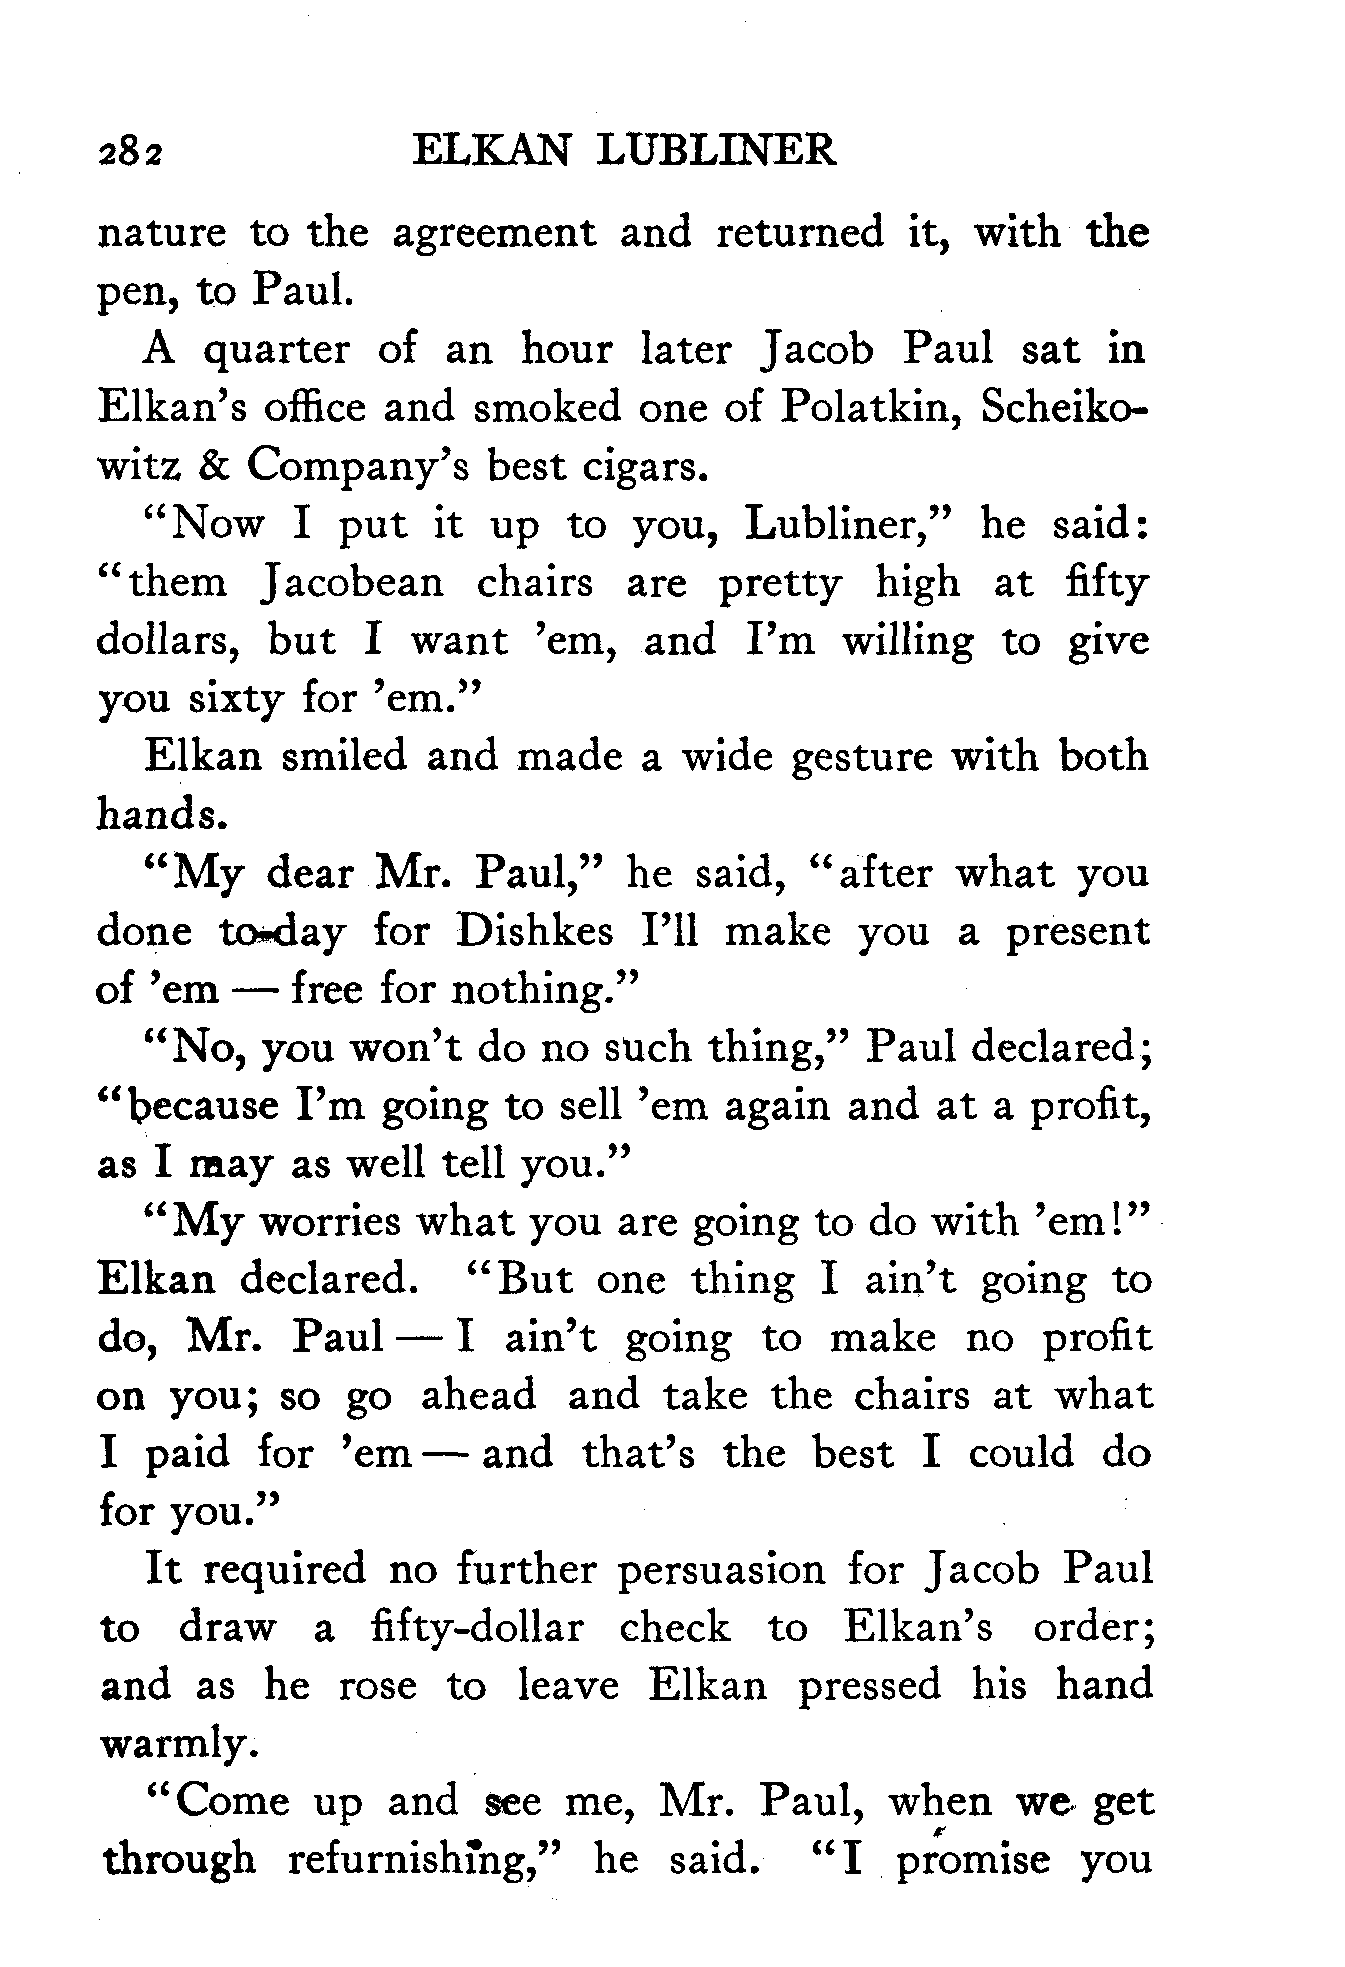 282 ELKAN LUBLINER
nature to the agreement and returned it, with the
pen, to Paul.
A quarter of an hour later Jacob Paul sat in
Elkan's office and smoked one of Polatkin, Scheiko-
witz & Company's best cigars.
"Now I put it up to you, Lubliner," he said:
"them Jacobean chairs are pretty high at fifty
dollars, but I want 'em, and I'm willing to give
you sixty for 'em."
Elkan smiled and made a wide gesture with both
hands.
"My dear Mr. Paul," he said, "after what you
done to-day for Dishkes I'll make you a present
of 'em — free for nothing."
"No, you won't do no such thing," Paul declared;
"because I'm going to sell 'em again and at a profit,
as I may as well tell you."
"My worries what you are going to do with 'em!"
Elkan declared. "But one thing I ain't going to
do, Mr. Paul — I ain't going to make no profit
on you; so go ahead and take the chairs at what
I paid for 'em — and that's the best I could do
for you."
It required no further persuasion for Jacob Paul
to draw a fifty-dollar check to Elkan's order;
and as he rose to leave Elkan pressed his hand
warmly.
"Come up and see me, Mr. Paul, when we get
through refurnishing," he said. "I promise you